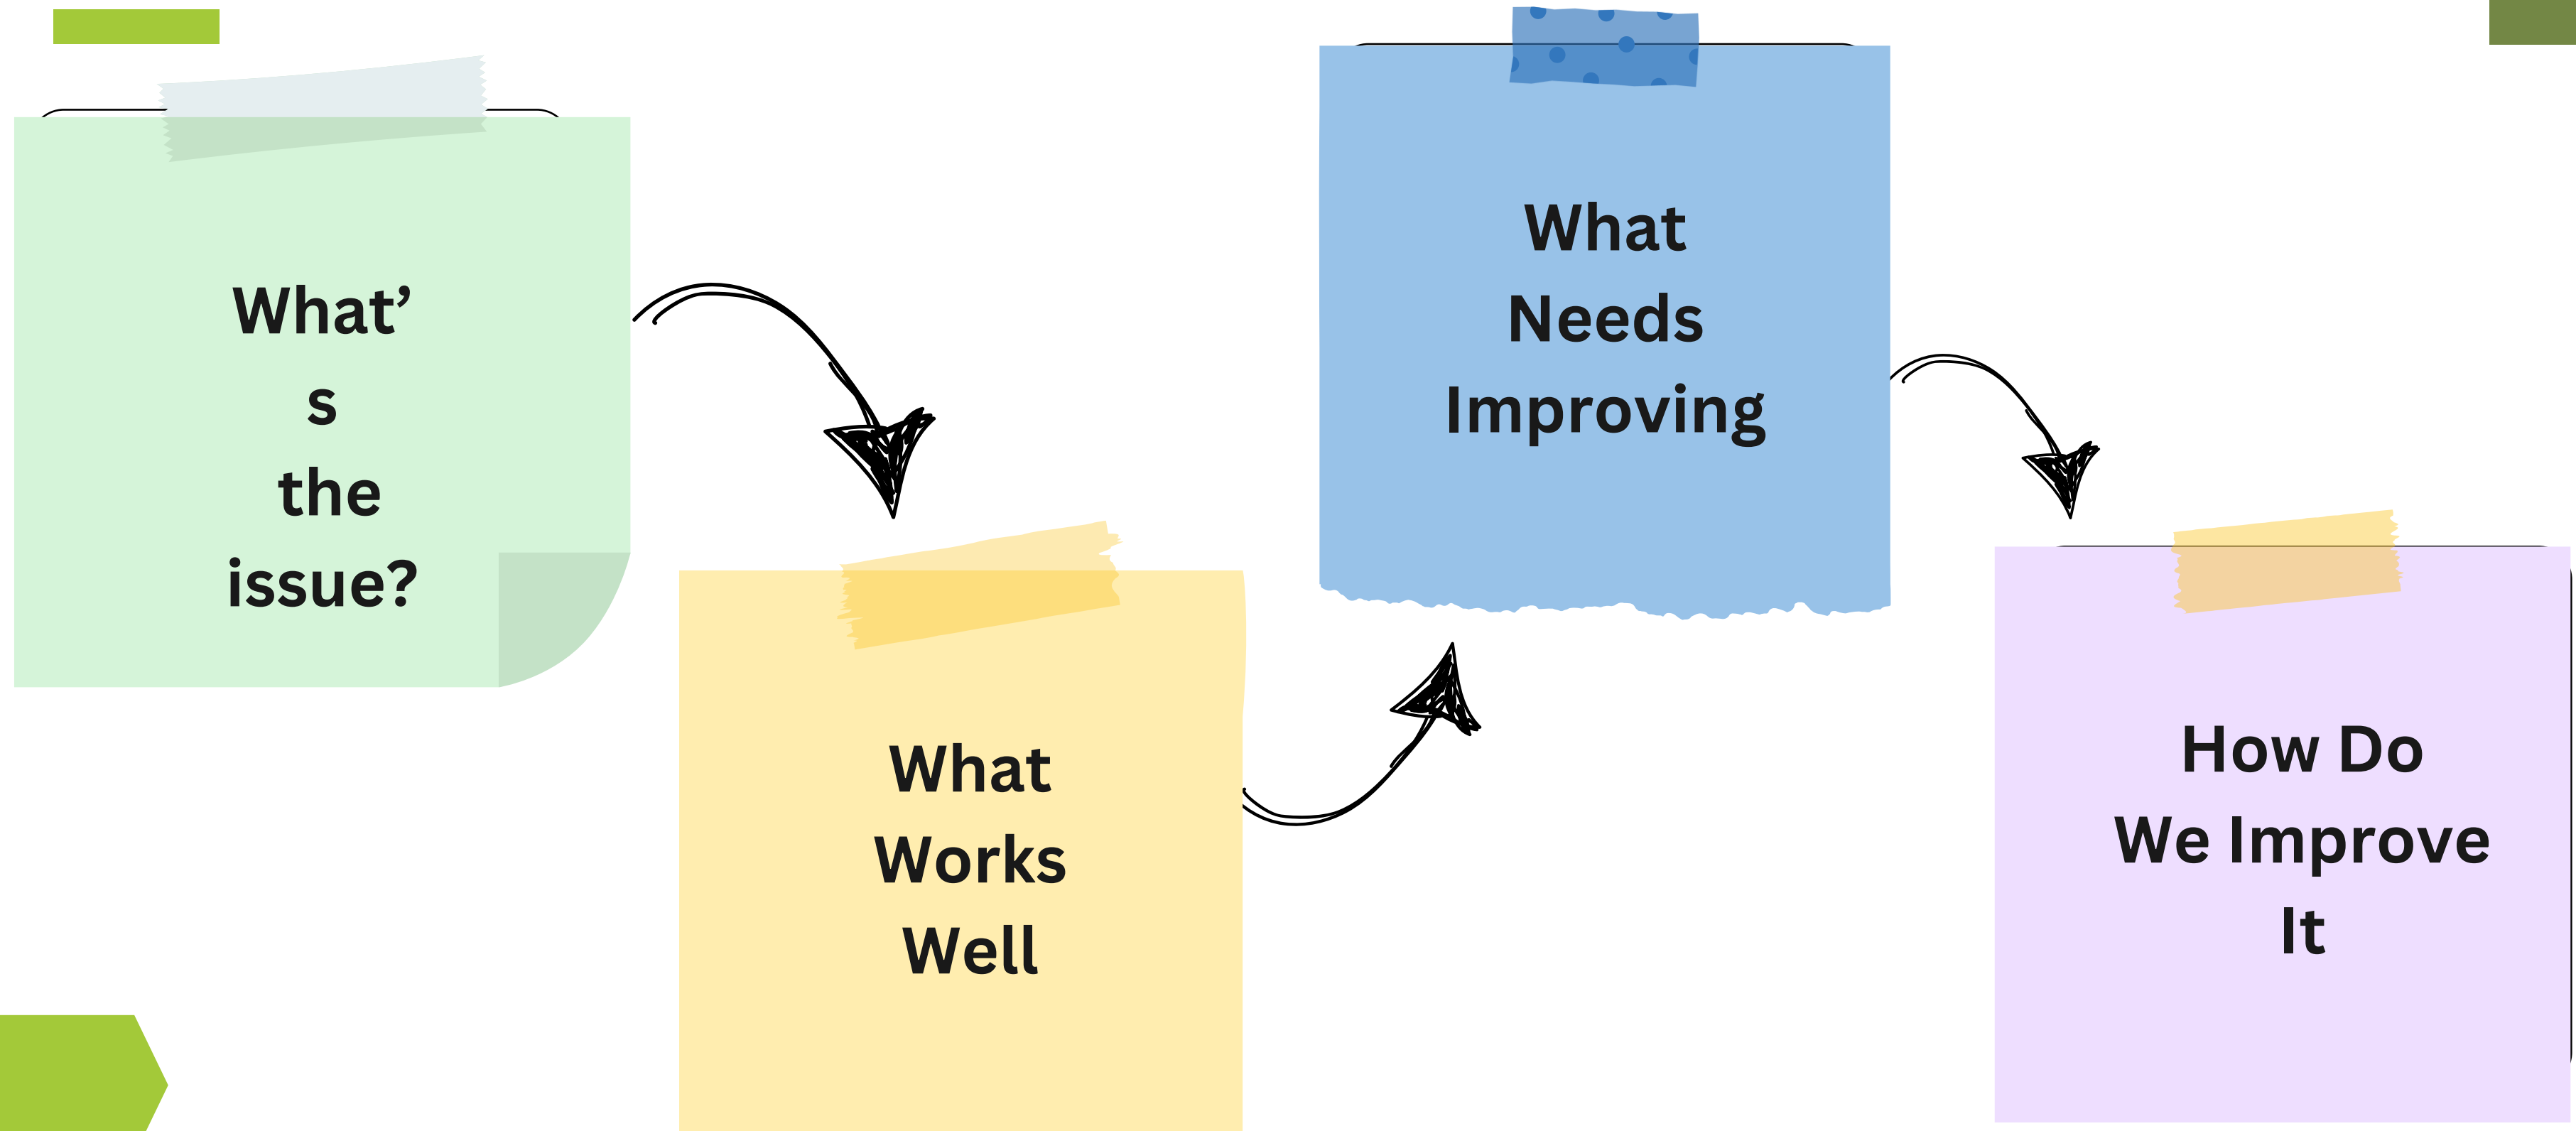 What’
s
the
issue?
What
Works
Well
What
Needs
Improving
How Do
We Improve
It